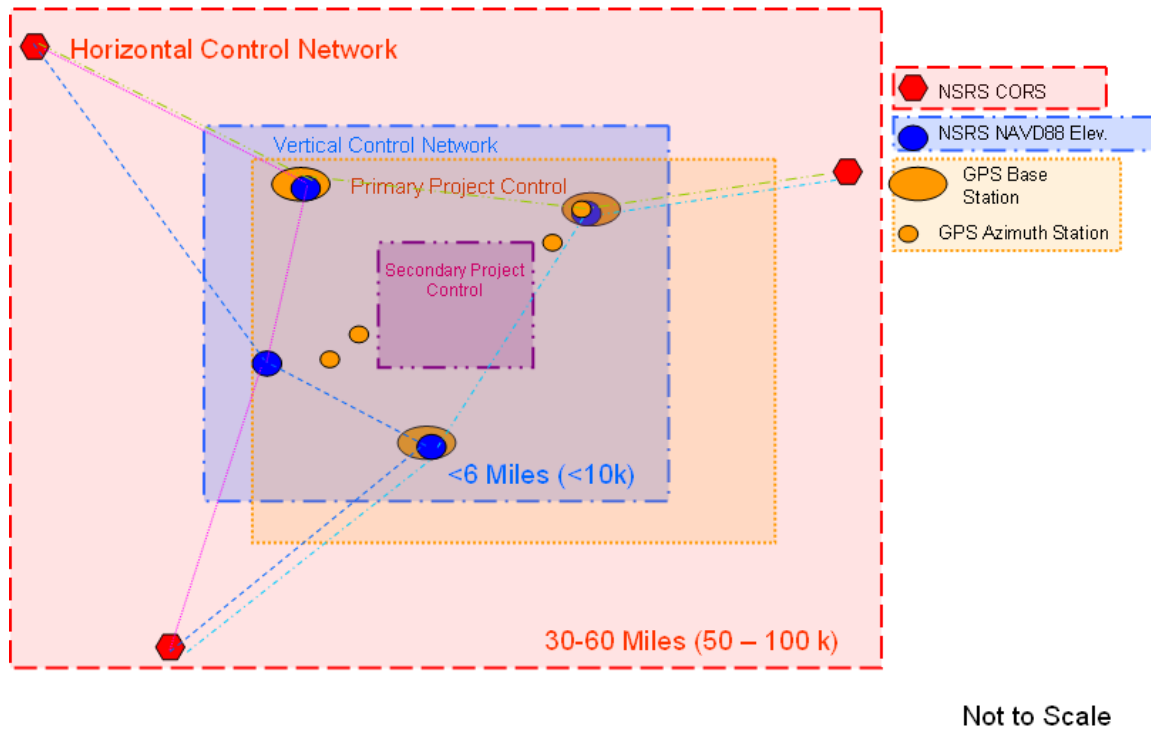 Horizontal Control Network
Vertical Control Network
Primary Project Control
Secondary Project
Control
<6 Miles (<10k)
30-60 Miles (50 – 100 k)
NSRS CORS
NSRS NAVD88 Elev.
GPS Base
Station
GPS Azimuth Station
Not to Scale